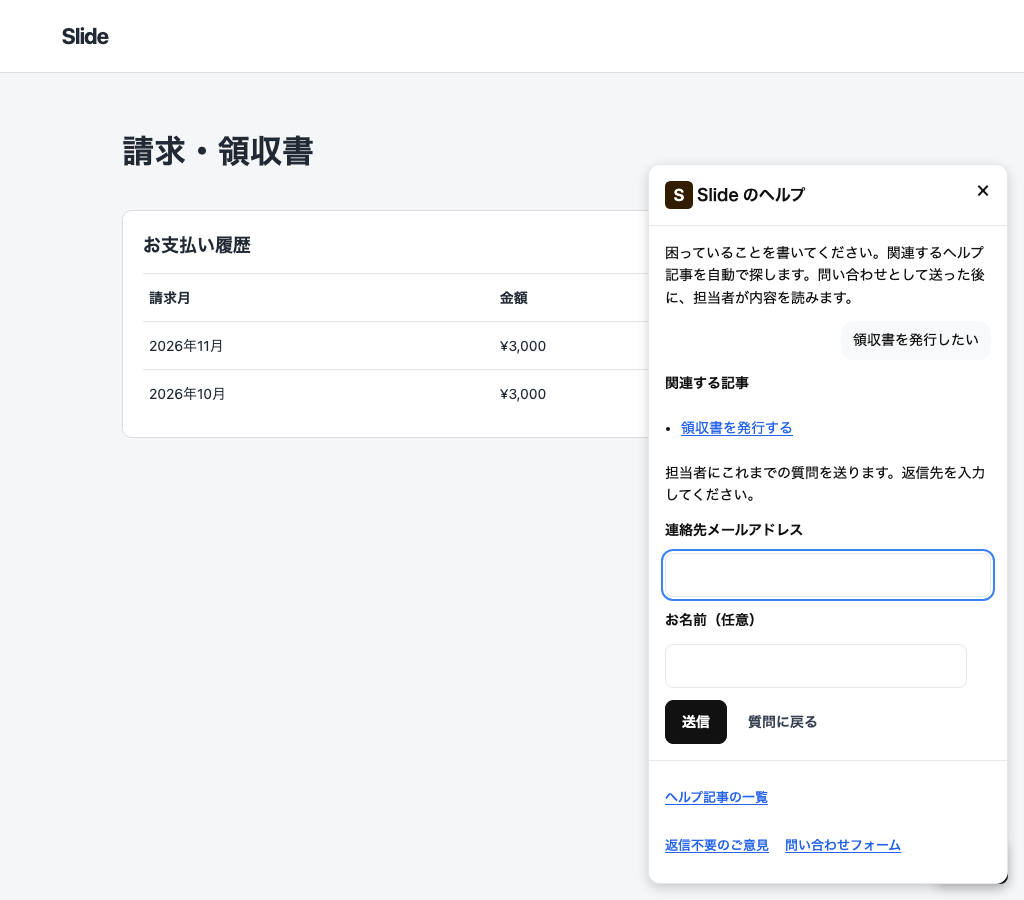 Slide
請求・領収書
お支払い履歴
請求月 金額
2026年11月 ¥3,000
2026年10月 ¥3,000
S Slide のヘルプ ×
困っていることを書いてください。関連するヘルプ
記事を自動で探します。問い合わせとして送った後
に、担当者が内容を読みます。
領収書を発行したい
関連する記事
• 領収書を発行する
担当者にこれまでの質問を送ります。返信先を入力
してください。
連絡先メールアドレス
お名前（任意）
送信 質問に戻る
ヘルプ記事の一覧
返信不要のご意見 問い合わせフォーム